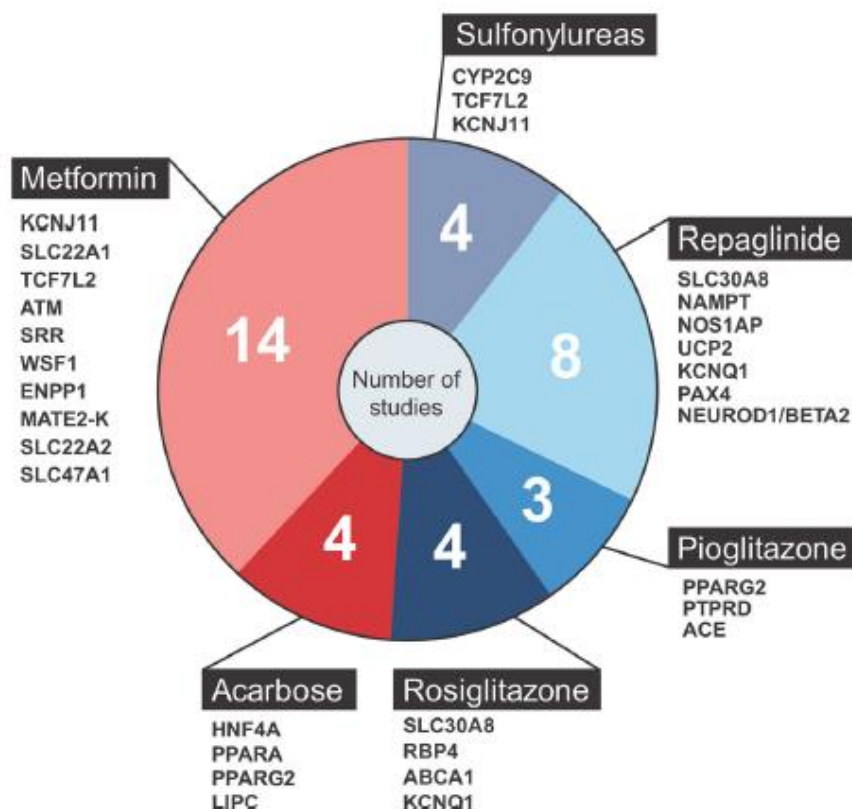 Sulfonylureas
CYP2C9
TCF7L2
KCNJ11
Metformin
KCNJ11
SLC22A1
TCF7L2
ATM
SRR
WSF1
ENPP1
MATE2-K
SLC22A2
SLC47A1
Repaglinide
SLC30A8
NAMPT
NOS1AP
UCP2
KCNQ1
PAX4
NEUROD1/BETA2
4
14
8
Number of
studies
3
4
4
Pioglitazone
PPARG2
PTPRD
ACE
Acarbose
HNF4A
PPARA
PPARG2
LIPC
Rosiglitazone
SLC30A8
RBP4
ABCA1
KCNQ1